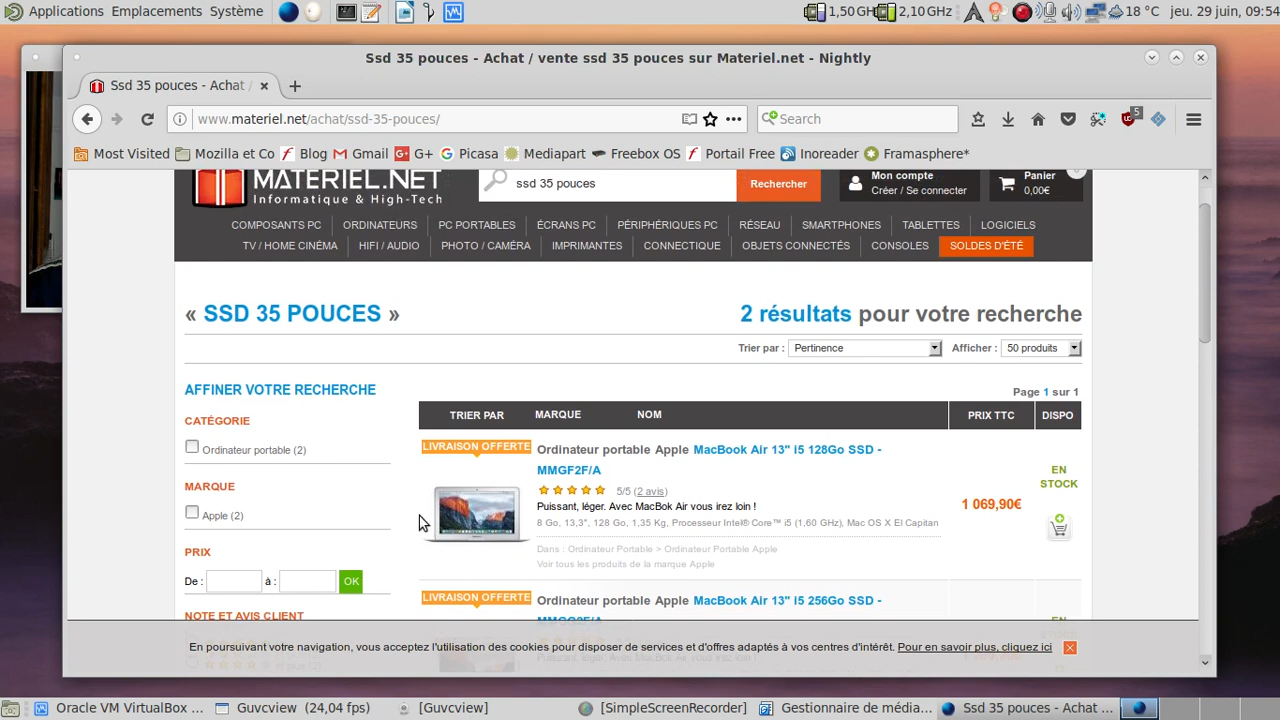 Applications Emplacements Système 1,50 GH 2,10 GHz 18 °C jeu. 29 juin, 09:54
Ssd 35 pouces - Achat / vente ssd 35 pouces sur Materiel.net - Nightly
Ssd 35 pouces - Achat /
www.materiel.net/achat/ssd-35-pouces/ Search 5
Most Visited Mozilla et Co Blog Gmail G+ Picasa Mediapart Freebox OS Portail Free Inoreader Framasphere*
MATERIEL.NET ssd 35 pouces Rechercher Mon compte Panier
Informatique & High-Tech Créer / Se connecter 0,00€
COMPOSANTS PC ORDINATEURS PC PORTABLES ÉCRANS PC PÉRIPHÉRIQUES PC RÉSEAU SMARTPHONES TABLETTES LOGICIELS
TV / HOME CINÉMA HIFI / AUDIO PHOTO / CAMÉRA IMPRIMANTES CONNECTIQUE OBJETS CONNECTÉS CONSOLES SOLDES D'ÉTÉ
« SSD 35 POUCES » 2 résultats pour votre recherche
Trier par : Pertinence Afficher : 50 produits
AFFINER VOTRE RECHERCHE
Page 1 sur 1
CATÉGORIE
Ordinateur portable (2)
MARQUE
Apple (2)
PRIX
De : à : OK
NOTE ET AVIS CLIENT
TRIER PAR MARQUE NOM PRIX TTC DISPO
LIVRAISON OFFERTE
Ordinateur portable Apple MacBook Air 13" i5 128Go SSD -
MMGF2F/A
5/5 (2 avis)
Puissant, léger. Avec MacBok Air vous irez loin !
8 Go, 13,3", 128 Go, 1,35 Kg, Processeur Intel® Core™ i5 (1,60 GHz), Mac OS X El Capitan
Dans : Ordinateur Portable > Ordinateur Portable Apple
Voir tous les produits de la marque Apple
1 069,90€
EN
STOCK
LIVRAISON OFFERTE
Ordinateur portable Apple MacBook Air 13" i5 256Go SSD -
En poursuivant votre navigation, vous acceptez l'utilisation des cookies pour disposer de services et d'offres adaptés à vos centres d'intérêt. Pour en savoir plus, cliquez ici
Oracle VM VirtualBox ... Guvcview (24,04 fps) [Guvcview] [SimpleScreenRecorder] Gestionnaire de média... Ssd 35 pouces - Achat ...